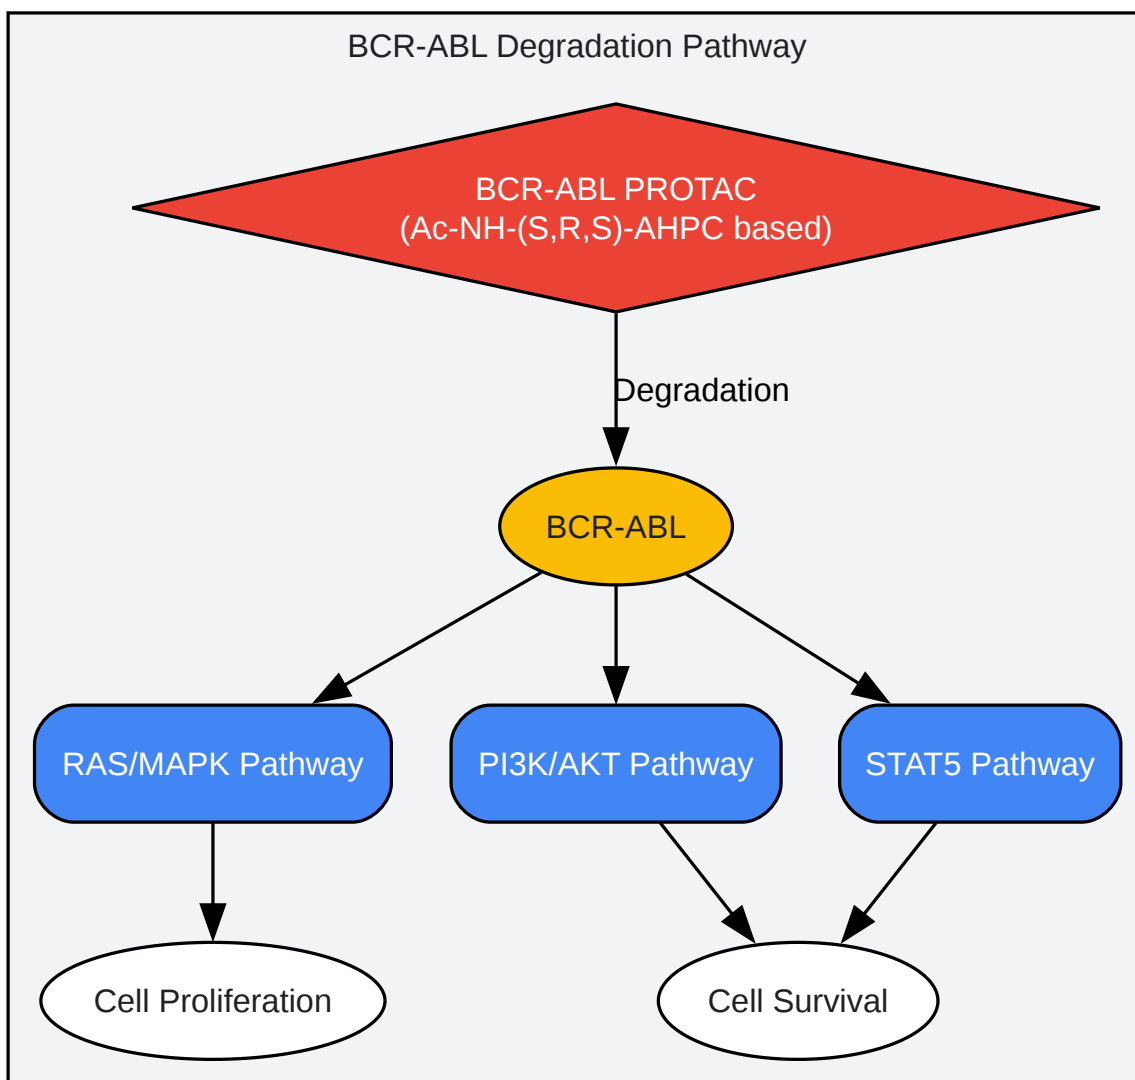 BCR-ABL Degradation Pathway
BCR-ABL PROTAC
(Ac-NH-(S,R,S)-AHPC based)
Degradation
BCR-ABL
RAS/MAPK Pathway
PI3K/AKT Pathway
STAT5 Pathway
Cell Proliferation
Cell Survival